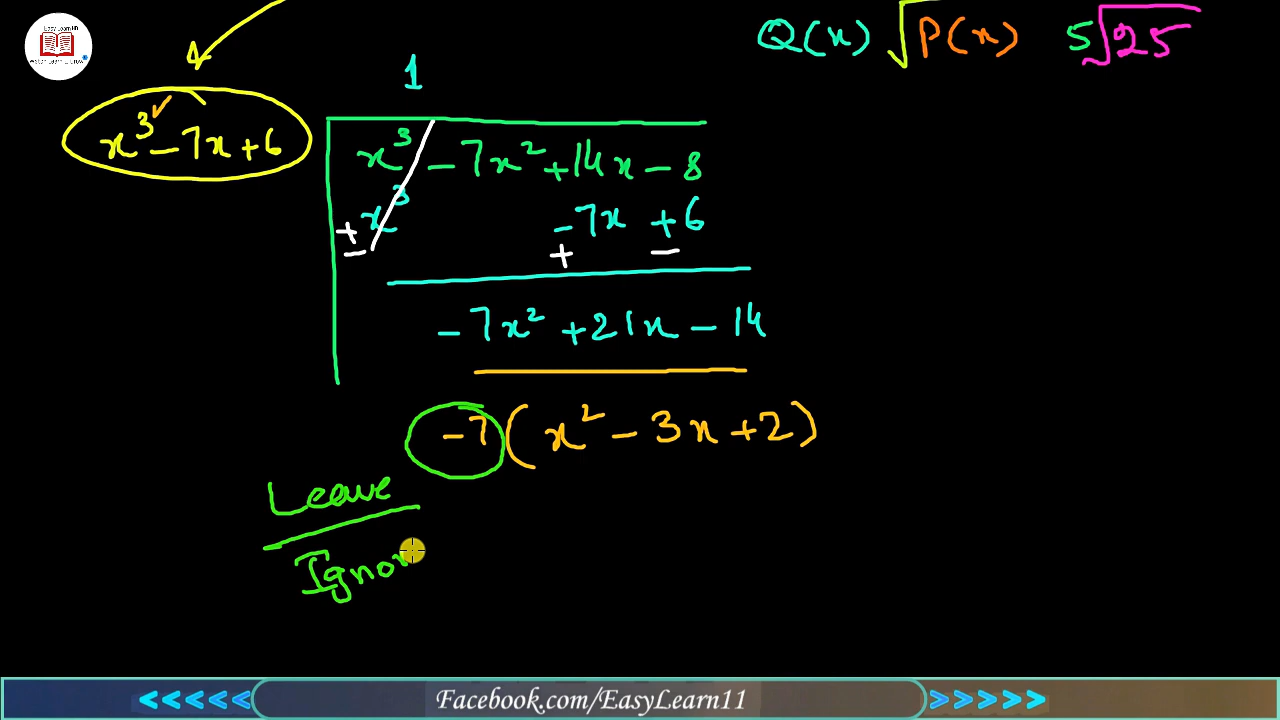 Q(x) √P(x) 5√25
1
x³ - 7x + 6
x³ - 7x² + 14x - 8
+ x³ - 7x + 6
- + -
- 7x² + 21x - 14
-7 (x² - 3x + 2)
Leave
Ignor
<<<<<< Facebook.com/EasyLearn11 >>>>>>